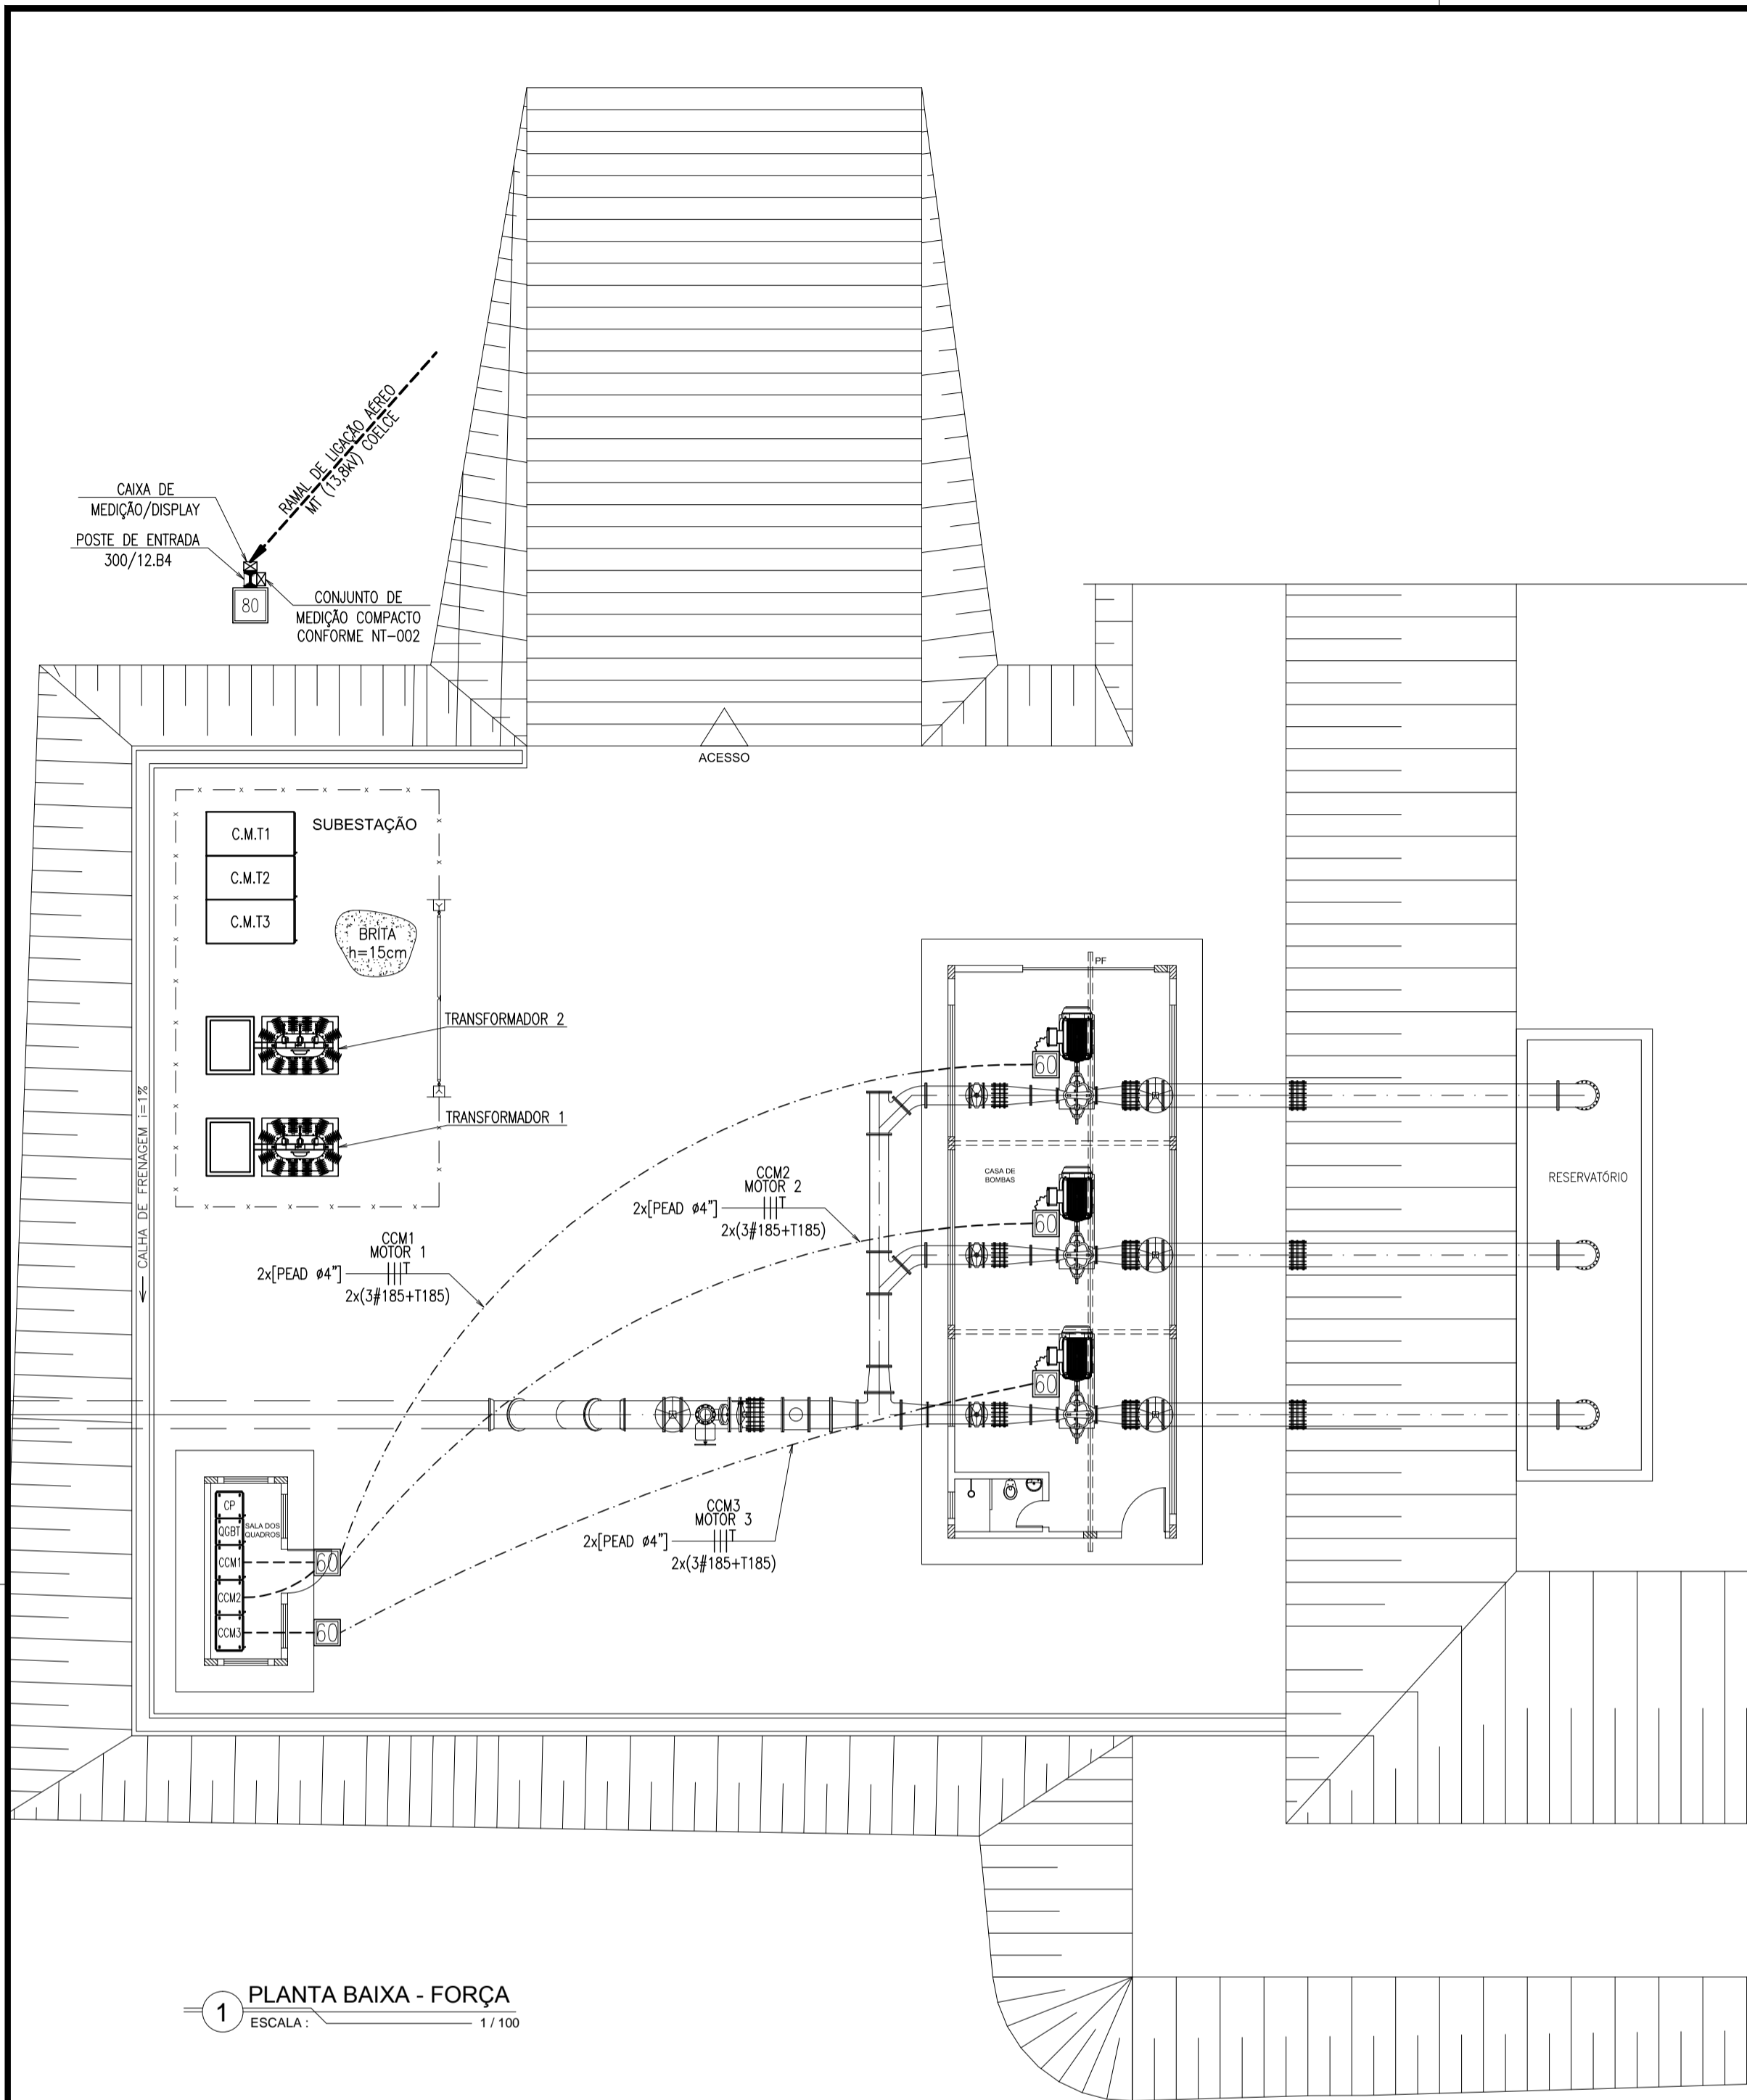 RAMAL DE LIGAÇÃO AÉREO
MT (13,8kV) COELCE
CAIXA DE
MEDIÇÃO/DISPLAY
POSTE DE ENTRADA
300/12.B4
80
CONJUNTO DE
MEDIÇÃO COMPACTO
CONFORME NT-002
ACESSO
C.M.T1
SUBESTAÇÃO
C.M.T2
C.M.T3
BRITA
h=15cm
TRANSFORMADOR 2
TRANSFORMADOR 1
CALHA DE FRENAGEM i=1%
PF
60
CASA DE
BOMBAS
60
60
RESERVATÓRIO
CCM2
MOTOR 2
2x[PEAD ø4"]
T
2x(3#185+T185)
CCM1
MOTOR 1
2x[PEAD ø4"]
T
2x(3#185+T185)
CCM3
MOTOR 3
2x[PEAD ø4"]
T
2x(3#185+T185)
CP
QGBT
SALA DOS
QUADROS
CCM1
60
CCM2
CCM3
60
1
PLANTA BAIXA - FORÇA
ESCALA : 1 / 100